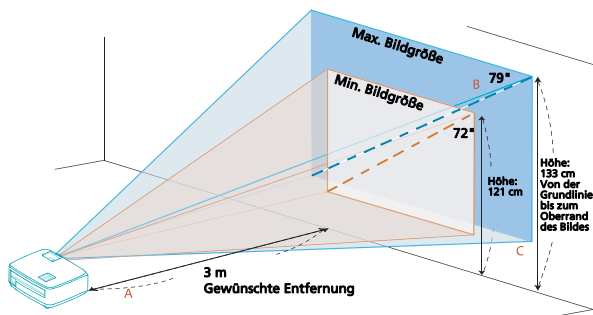 Max. Bildgröße
B
79"
Min. Bildgröße
72"
Höhe:
121 cm
Höhe:
133 cm
Von der
Grundlinie
bis zum
Oberrand
des Bildes
C
A
3 m
Gewünschte Entfernung